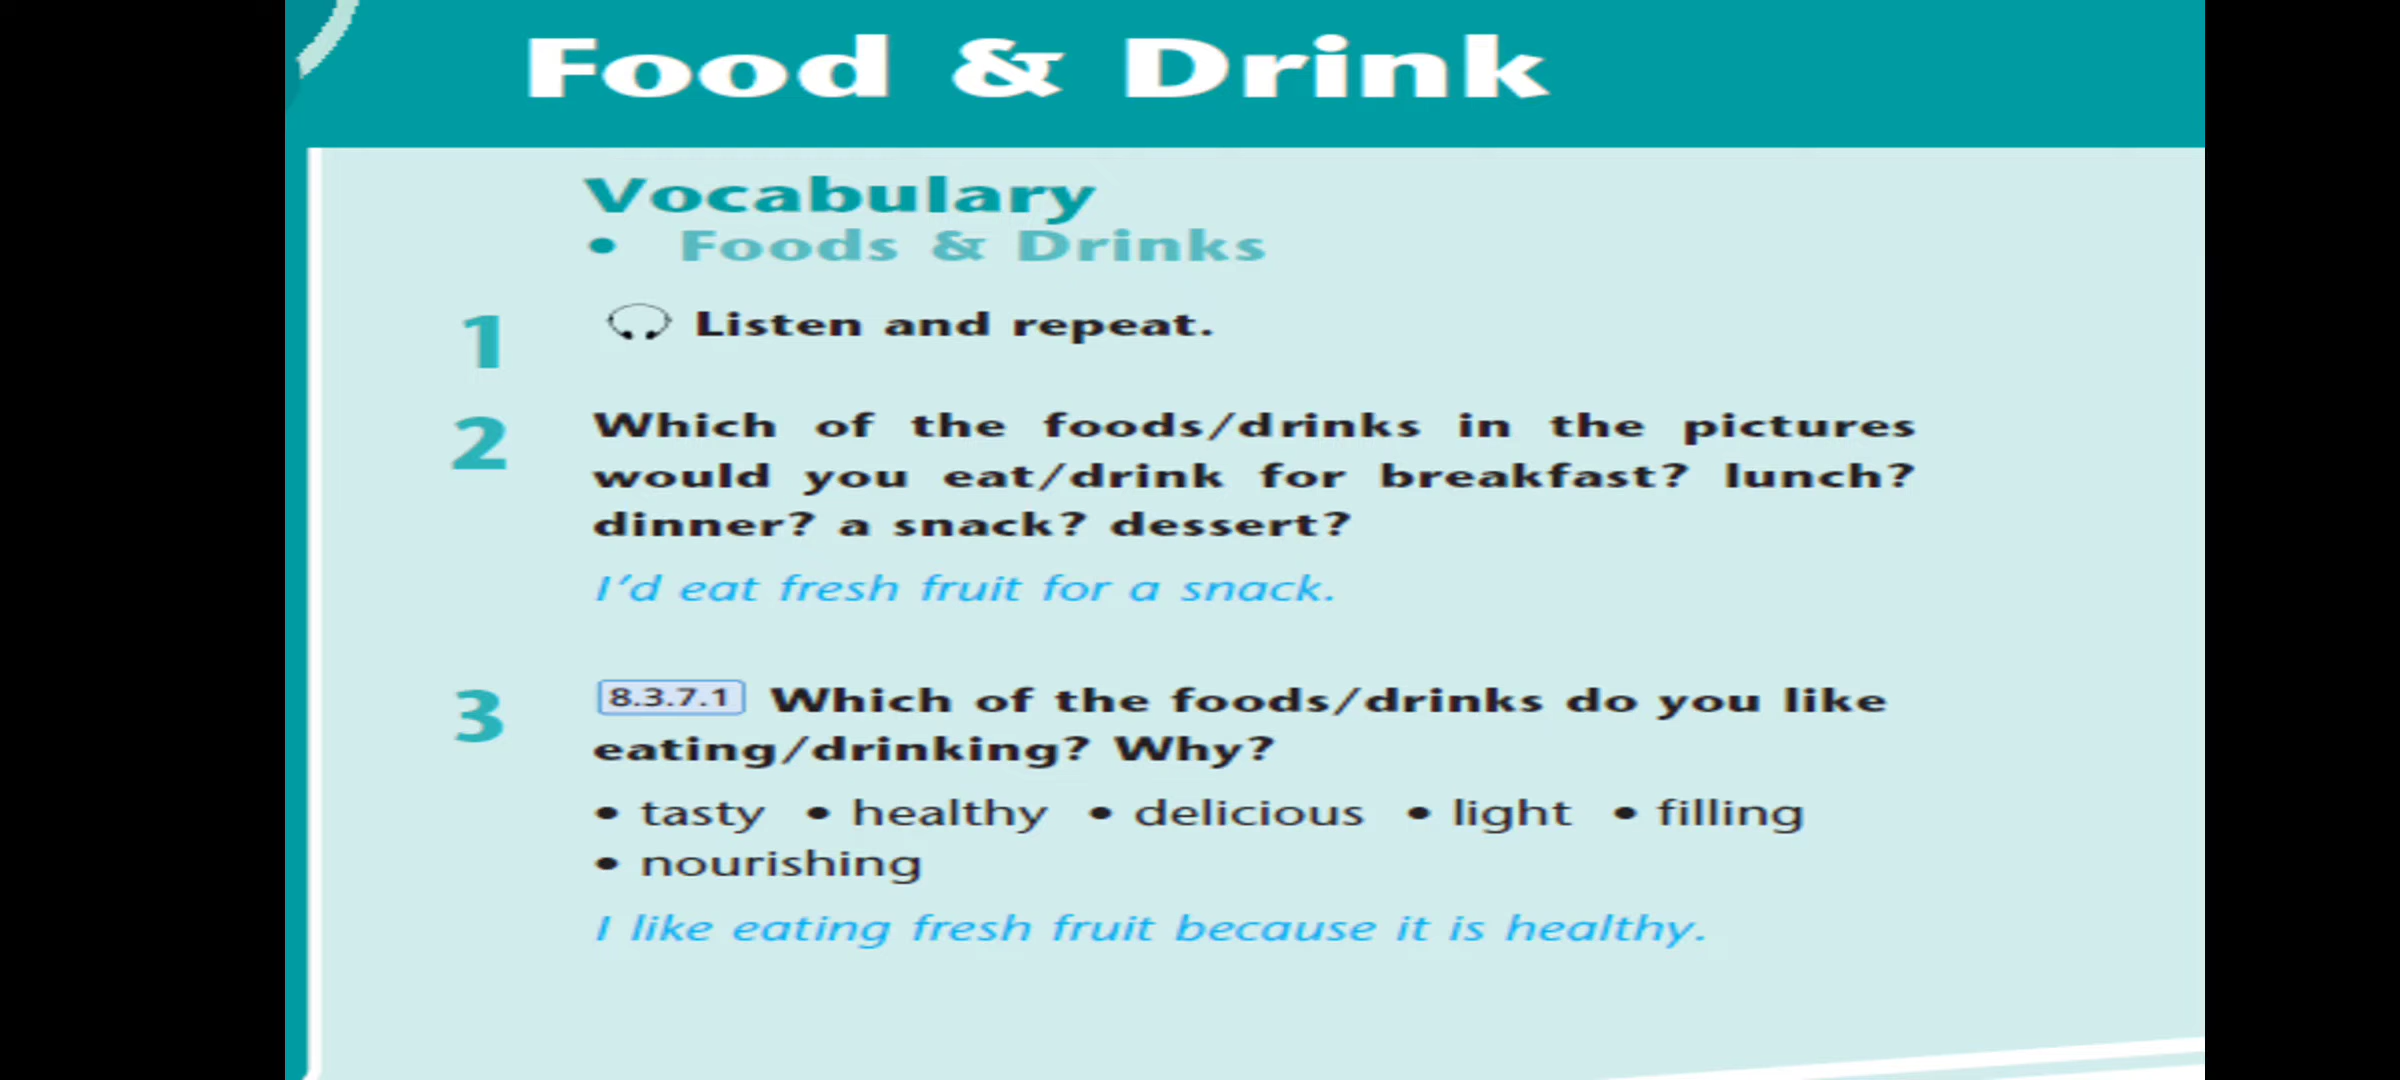 Food & Drink
Vocabulary
• Foods & Drinks
1 Listen and repeat.
2 Which of the foods/drinks in the pictures
would you eat/drink for breakfast? lunch?
dinner? a snack? dessert?
I'd eat fresh fruit for a snack.
3 8.3.7.1 Which of the foods/drinks do you like
eating/drinking? Why?
• tasty • healthy • delicious • light • filling
• nourishing
I like eating fresh fruit because it is healthy.